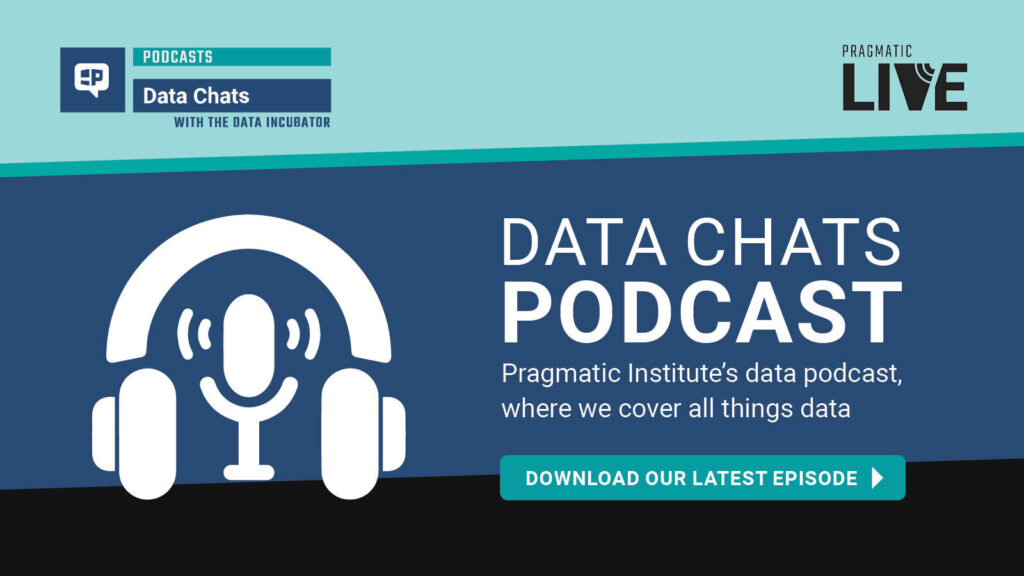 PODCASTS
Data Chats
WITH THE DATA INCUBATOR
PRAGMATIC
LIVE
DATA CHATS
PODCAST
Pragmatic Institute’s data podcast,
where we cover all things data
DOWNLOAD OUR LATEST EPISODE